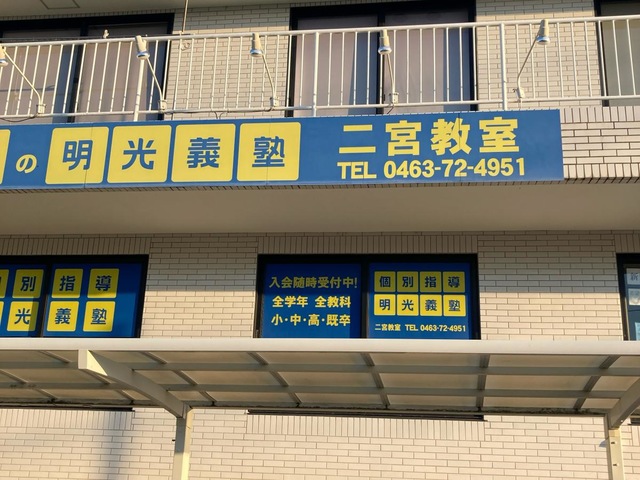 の 明光義塾 二宮教室
TEL 0463-72-4951
別指導
光義塾
入会随時受付中!
全学年 全教科
小・中・高・既卒
個別指導
明光義塾
二宮教室 TEL 0463-72-4951